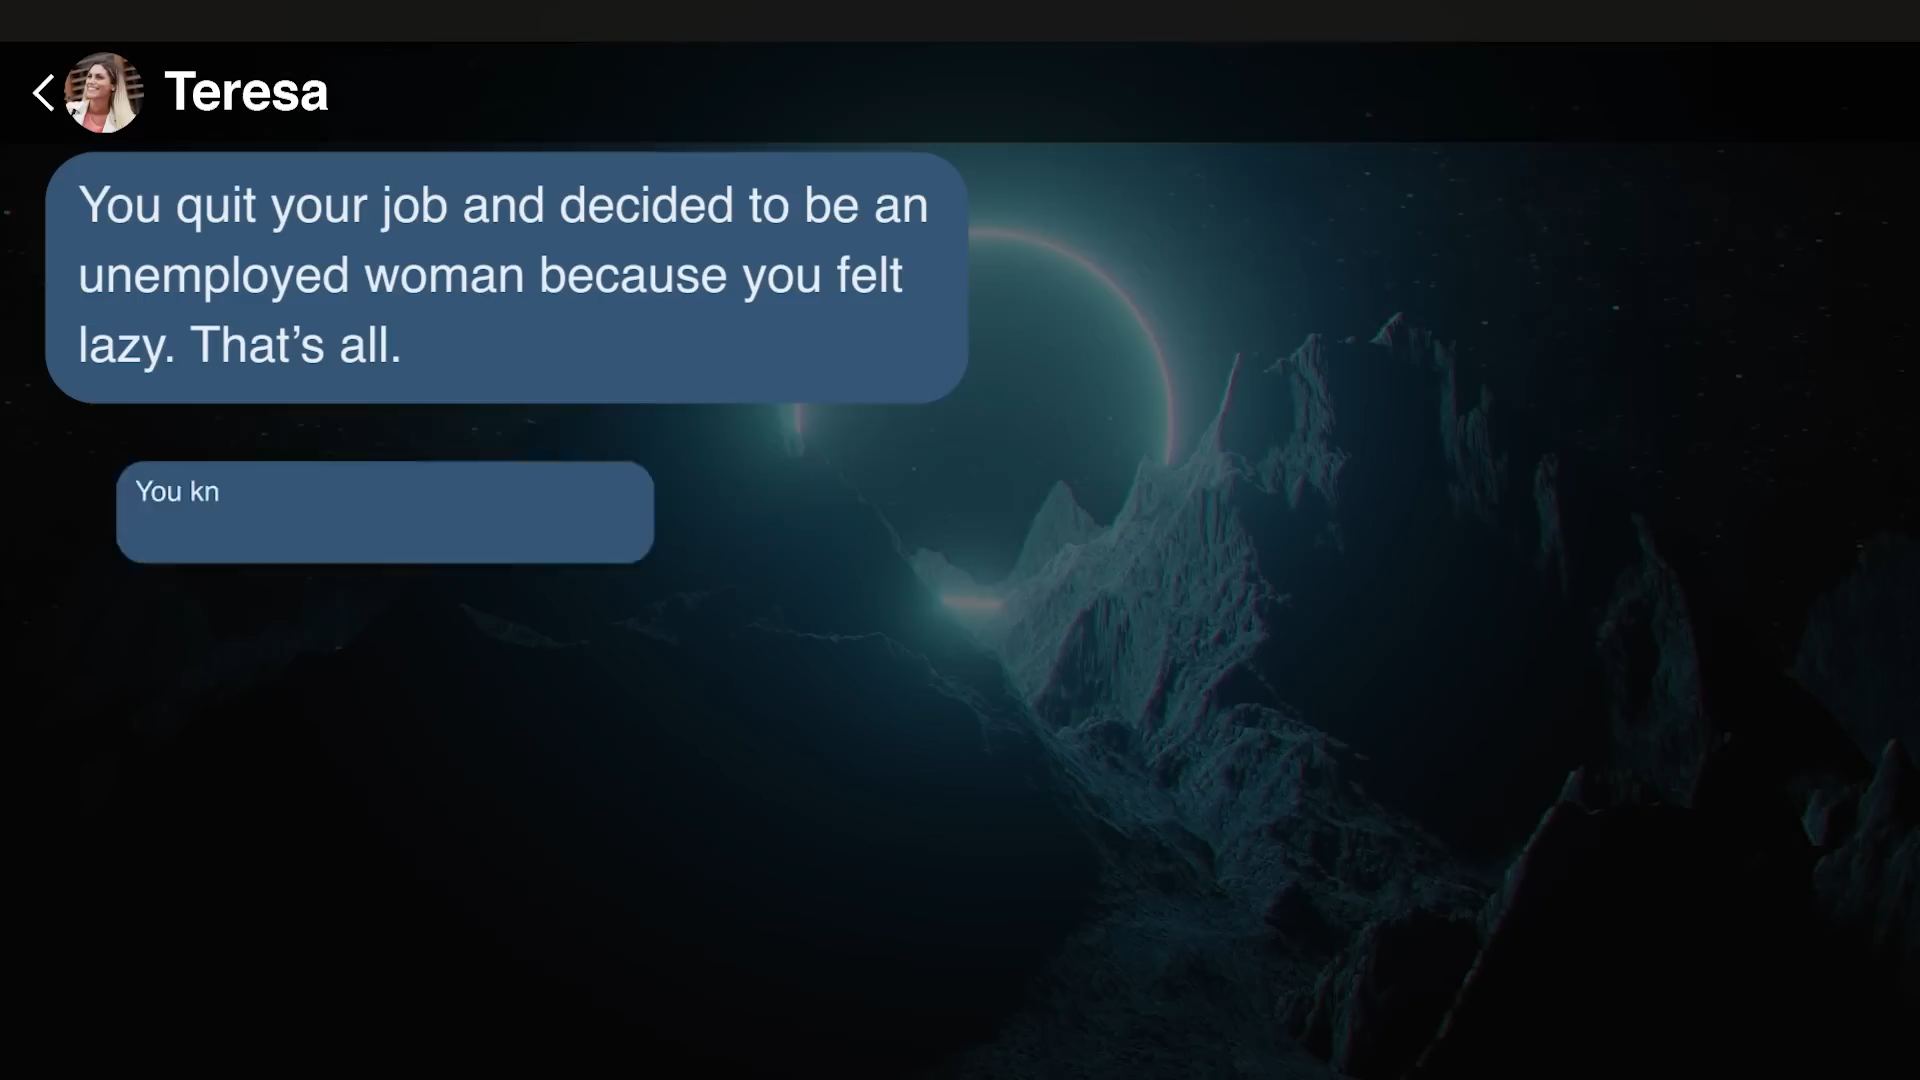 Teresa
You quit your job and decided to be an
unemployed woman because you felt
lazy. That’s all.
You kn